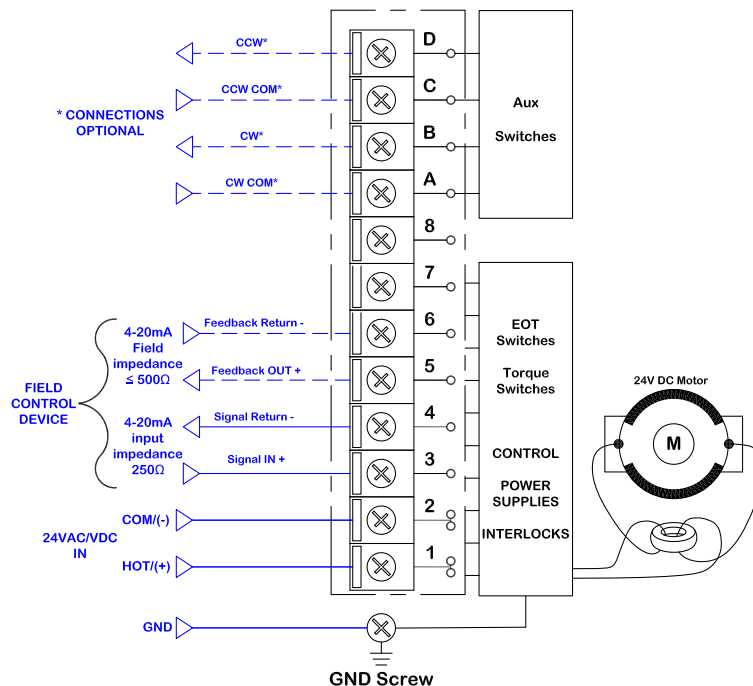 CCW*
D
CCW COM*
C
* CONNECTIONS
OPTIONAL
CW*
B
CW COM*
A
Aux
Switches
8
7
Feedback Return -
6
4-20mA
Field
impedance
≤ 500Ω
Feedback OUT +
5
FIELD
CONTROL
DEVICE
Signal Return -
4
4-20mA
input
impedance
250Ω
Signal IN +
3
COM/(-)
2
24VAC/VDC
IN
HOT/(+)
1
EOT
Switches
Torque
Switches
CONTROL
POWER
SUPPLIES
INTERLOCKS
24V DC Motor
M
GND
GND Screw